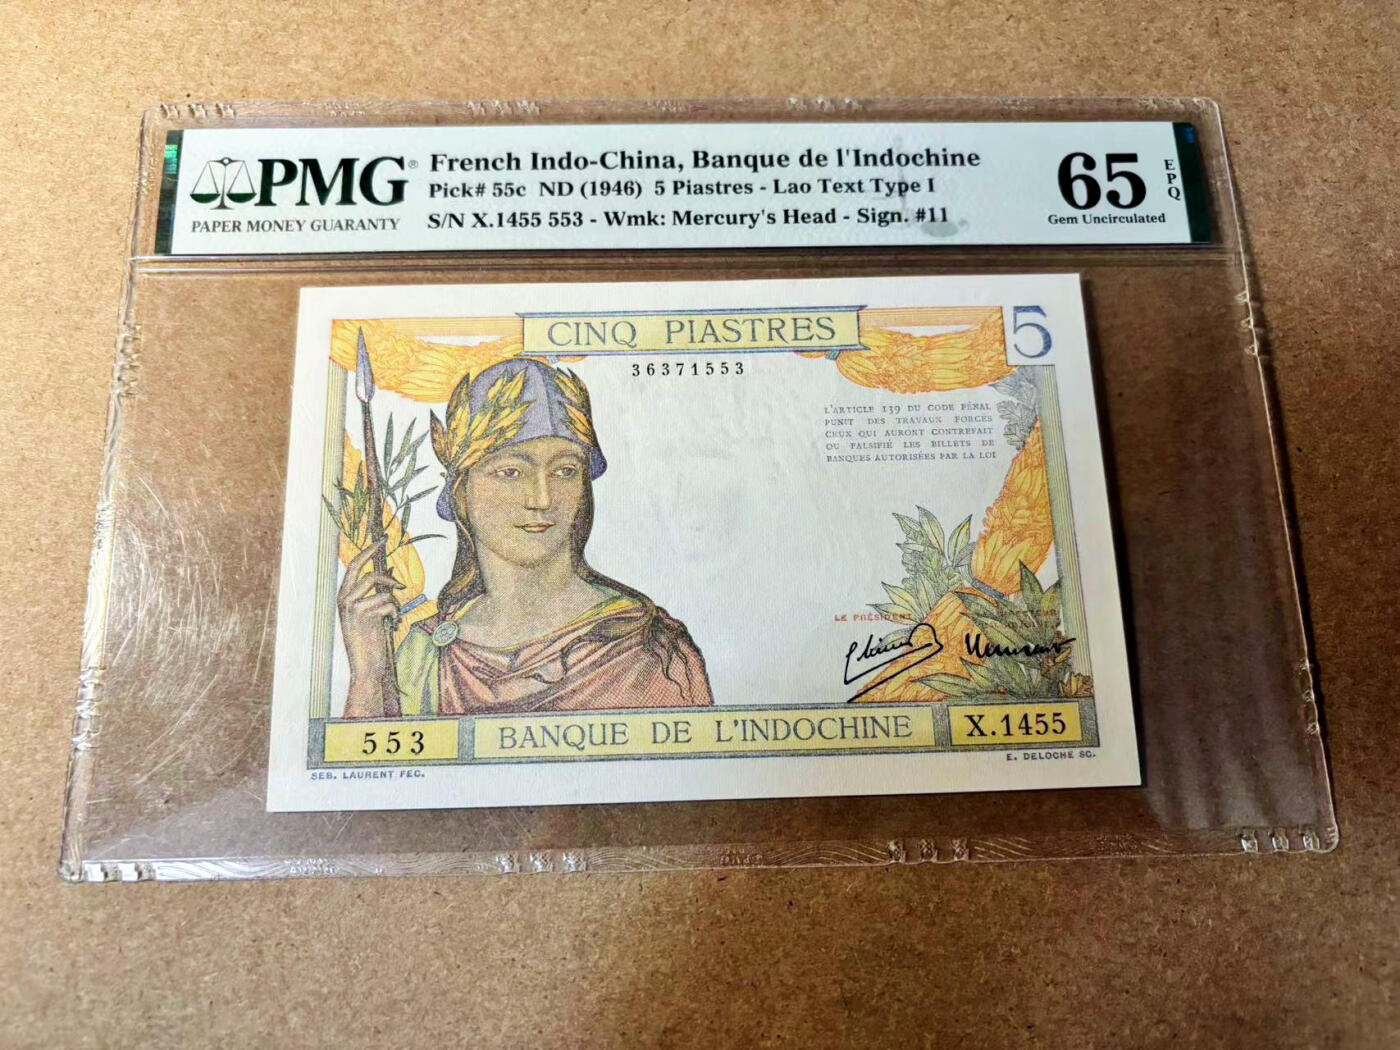 PMG®
PAPER MONEY GUARANTY
French Indo-China, Banque de l'Indochine
Pick# 55c ND (1946) 5 Piastres - Lao Text Type I
S/N X.1455 553 - Wmk: Mercury's Head - Sign. #11
65
EPQ
Gem Uncirculated
CINQ PIASTRES
5
36371553
L'ARTICLE 139 DU CODE PÉNAL
PUNIT DES TRAVAUX FORCÉS
CEUX QUI AURONT CONTREFAIT
OU FALSIFIÉ LES BILLETS DE
BANQUES AUTORISÉES PAR LA LOI
LE PRÉSIDENT
553
BANQUE DE L'INDOCHINE
X.1455
SEB. LAURENT FEC.
E. DELOCHE SC.